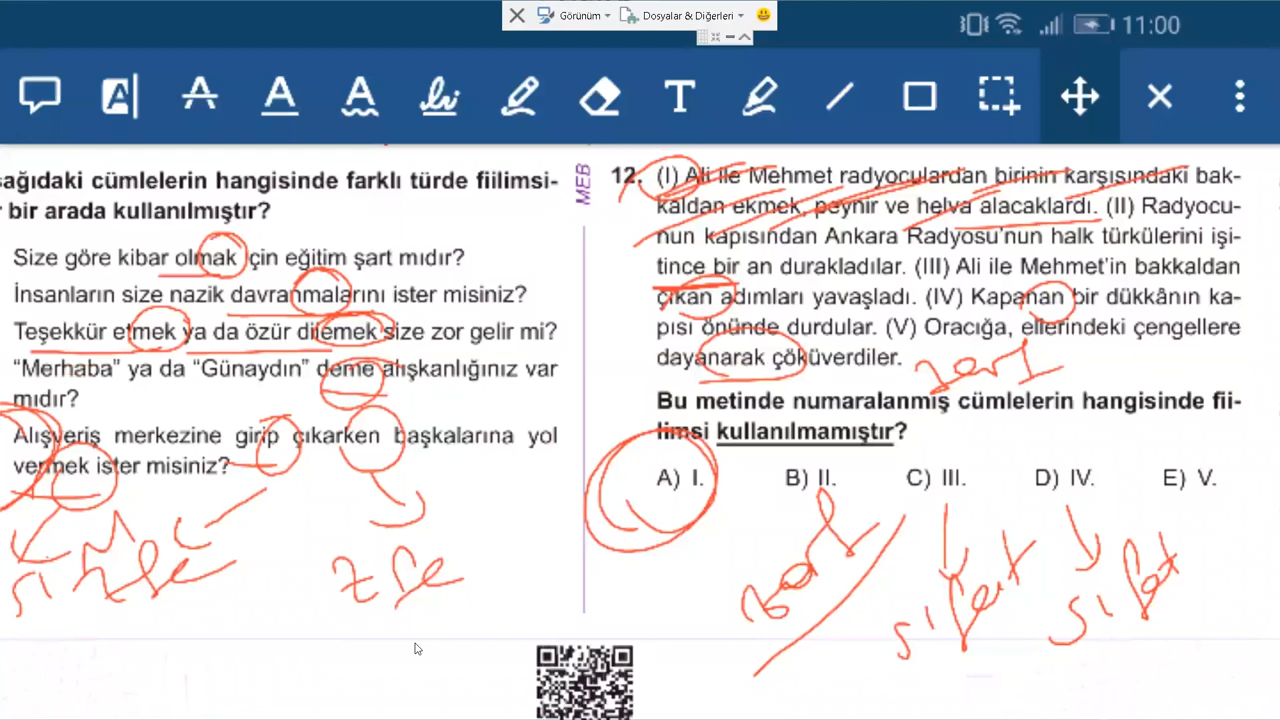 Görünüm
Dosyalar & Diğerleri
11:00
MEB
sağıdaki cümlelerin hangisinde farklı türde fiilimsi-
r bir arada kullanılmıştır?
Size göre kibar olmak için eğitim şart mıdır?
İnsanların size nazik davranmalarını ister misiniz?
Teşekkür etmek ya da özür dilemek size zor gelir mi?
“Merhaba” ya da “Günaydın” deme alışkanlığınız var
mıdır?
Alışveriş merkezine girip çıkarken başkalarına yol
vermek ister misiniz?
zfe
12. (I) Ali ile Mehmet radyoculardan birinin karşısındaki bak-
kaldan ekmek, peynir ve helva alacaklardı. (II) Radyocu-
nun kapısından Ankara Radyosu’nun halk türkülerini işi-
tince bir an durakladılar. (III) Ali ile Mehmet’in bakkaldan
çıkan adımları yavaşladı. (IV) Kapanan bir dükkânın ka-
pısı önünde durdular. (V) Oracığa, ellerindeki çengellere
dayanarak çöküverdiler.
Bu metinde numaralanmış cümlelerin hangisinde fii-
limsi kullanılmamıştır?
A) I. B) II. C) III. D) IV. E) V.
sıfat
sıfat